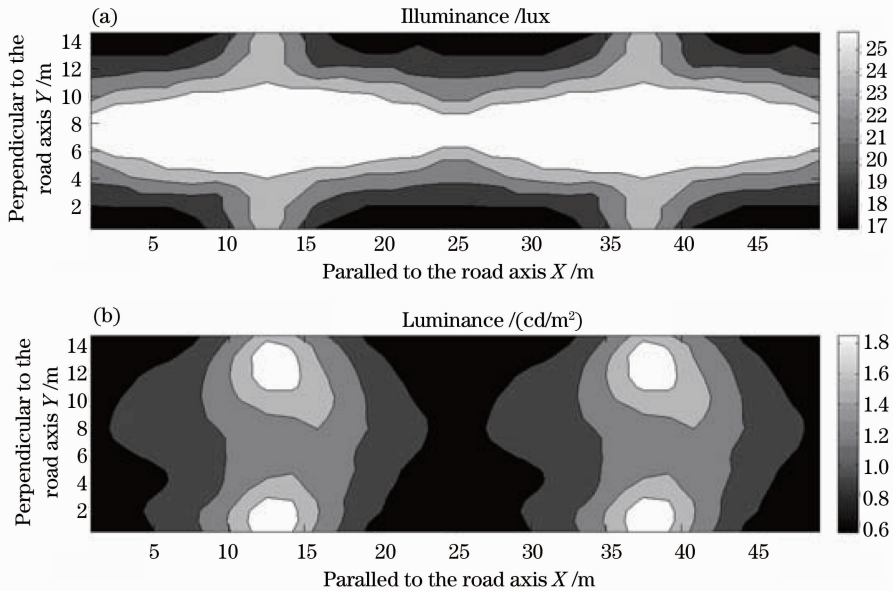 (a)
Illuminance /lux
Perpendicular to the
road axis Y /m
14
12
10
8
6
4
2
5 10 15 20 25 30 35 40 45
Paralled to the road axis X /m
25
24
23
22
21
20
19
18
17
(b)
Luminance /(cd/m²)
Perpendicular to the
road axis Y /m
14
12
10
8
6
4
2
5 10 15 20 25 30 35 40 45
Paralled to the road axis X /m
1.8
1.6
1.4
1.2
1.0
0.8
0.6